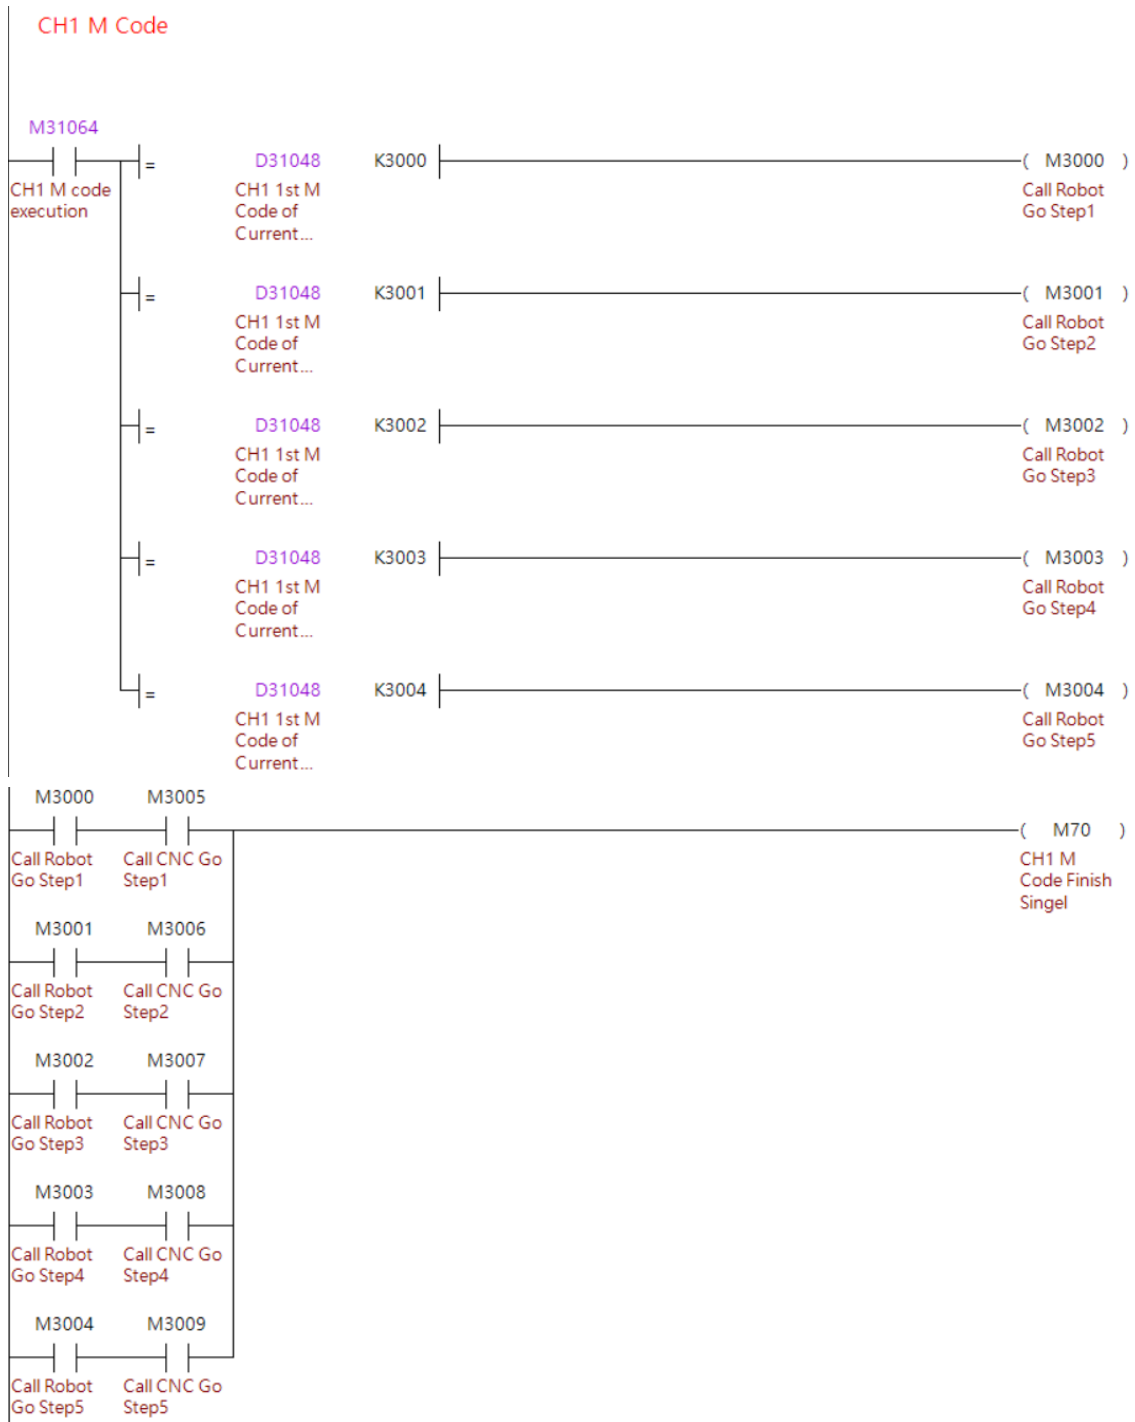 CH1 M Code
M31064
= D31048 K3000 ( M3000 )
CH1 M code
execution
CH1 1st M
Code of
Current...
Call Robot
Go Step1
= D31048 K3001 ( M3001 )
CH1 1st M
Code of
Current...
Call Robot
Go Step2
= D31048 K3002 ( M3002 )
CH1 1st M
Code of
Current...
Call Robot
Go Step3
= D31048 K3003 ( M3003 )
CH1 1st M
Code of
Current...
Call Robot
Go Step4
= D31048 K3004 ( M3004 )
CH1 1st M
Code of
Current...
Call Robot
Go Step5
M3000 M3005
( M70 )
Call Robot
Go Step1
Call CNC Go
Step1
CH1 M
Code Finish
Singel
M3001 M3006
Call Robot
Go Step2
Call CNC Go
Step2
M3002 M3007
Call Robot
Go Step3
Call CNC Go
Step3
M3003 M3008
Call Robot
Go Step4
Call CNC Go
Step4
M3004 M3009
Call Robot
Go Step5
Call CNC Go
Step5